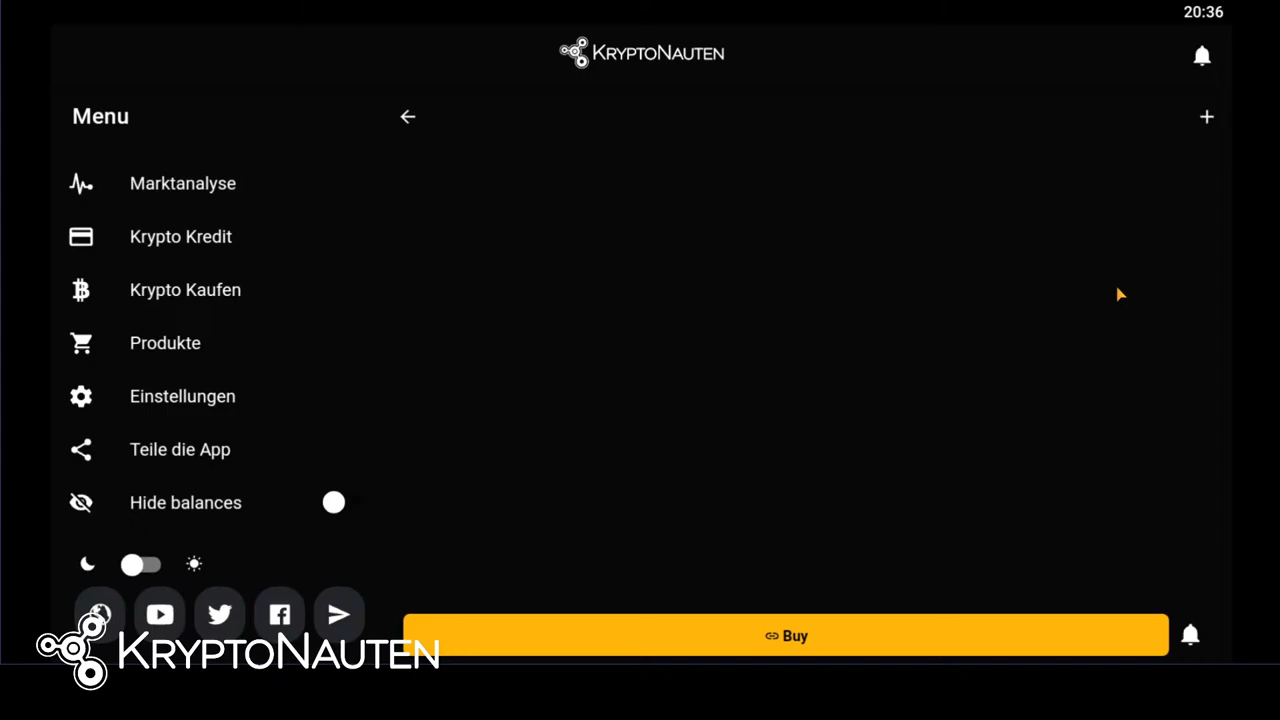 20:36
KRYPTONAUTEN
Menu
Marktanalyse
Krypto Kredit
Krypto Kaufen
Produkte
Einstellungen
Teile die App
Hide balances
Buy
KRYPTONAUTEN